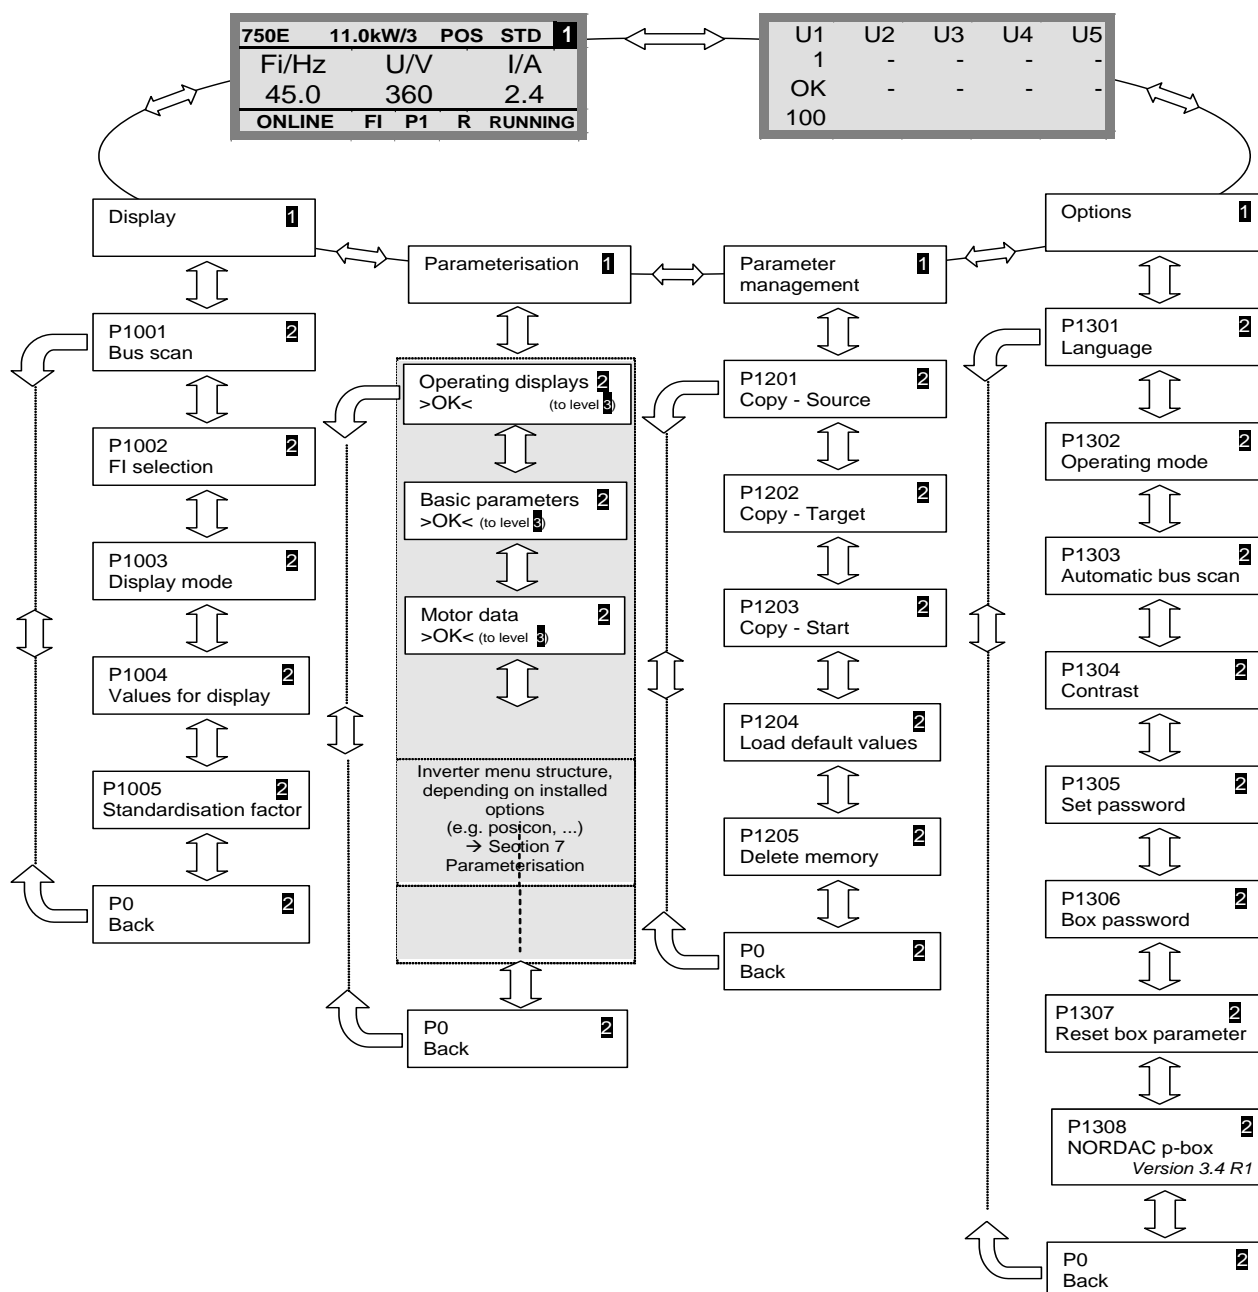 750E 11.0kW/3 POS STD 1
Fi/Hz U/V I/A
45.0 360 2.4
ONLINE FI P1 R RUNNING
U1 U2 U3 U4 U5
1 - - - -
OK - - - -
100
Display 1
P1001 2
Bus scan
P1002 2
FI selection
P1003 2
Display mode
P1004 2
Values for display
P1005 2
Standardisation factor
P0 2
Back
Parameterisation 1
Operating displays 2
>OK< (to level 3)
Basic parameters 2
>OK< (to level 3)
Motor data 2
>OK< (to level 3)
Inverter menu structure,
depending on installed
options
(e.g. posicon, ...)
→ Section 7
Parameterisation
P0 2
Back
Parameter 1
management
P1201 2
Copy - Source
P1202 2
Copy - Target
P1203 2
Copy - Start
P1204 2
Load default values
P1205 2
Delete memory
P0 2
Back
Options 1
P1301 2
Language
P1302 2
Operating mode
P1303 2
Automatic bus scan
P1304 2
Contrast
P1305 2
Set password
P1306 2
Box password
P1307 2
Reset box parameter
P1308 2
NORDAC p-box
Version 3.4 R1
P0 2
Back